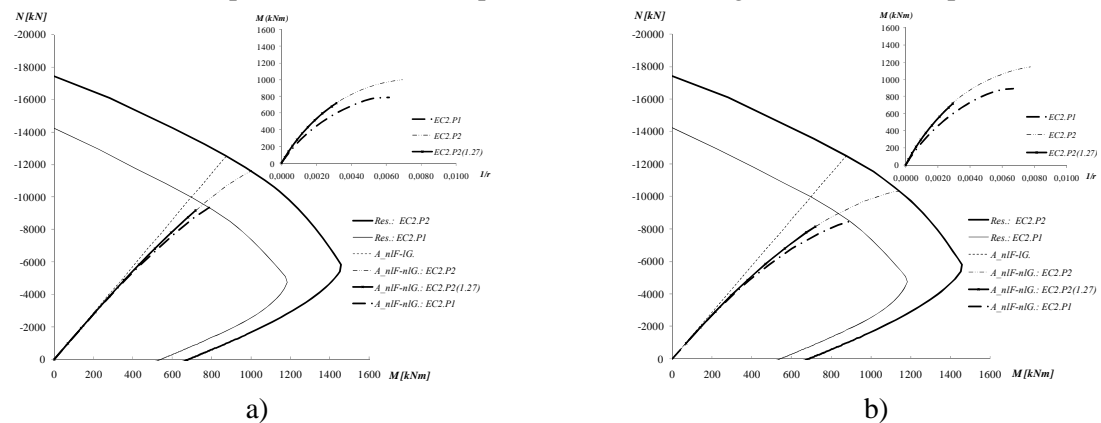 N [kN]
-20000
-18000
-16000
-14000
-12000
-10000
-8000
-6000
-4000
-2000
0
0 200 400 600 800 1000 1200 1400 1600
M [kNm]
M (kNm)
1600
1400
1200
1000
800
600
400
200
0
0,0000 0,0020 0,0040 0,0060 0,0080 0,0100
1/r
EC2.P1
EC2.P2
EC2.P2(1.27)
Res.: EC2.P2
Res.: EC2.P1
A_nlF-lG.
A_nlF-nlG.: EC2.P2
A_nlF-nlG.: EC2.P2(1.27)
A_nlF-nlG.: EC2.P1
a)
N [kN]
-20000
-18000
-16000
-14000
-12000
-10000
-8000
-6000
-4000
-2000
0
0 200 400 600 800 1000 1200 1400 1600
M [kNm]
M (kNm)
1600
1400
1200
1000
800
600
400
200
0
0,0000 0,0020 0,0040 0,0060 0,0080 0,0100
1/r
EC2.P1
EC2.P2
EC2.P2(1.27)
Res.: EC2.P2
Res.: EC2.P1
A_nlF-lG.
A_nlF-nlG.: EC2.P2
A_nlF-nlG.: EC2.P2(1.27)
A_nlF-nlG.: EC2.P1
b)